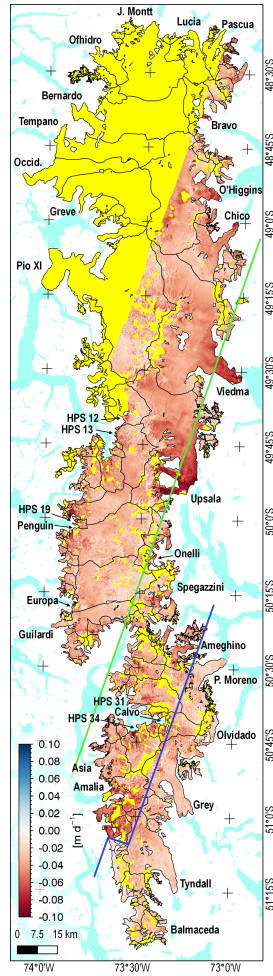 J. Montt
Lucia
Pascua
Ofhidro
Bernardo
Tempano
Bravo
Occid.
O'Higgins
Greve
Chico
Pio XI
Viedma
HPS 12
HPS 13
Upsala
HPS 19
Penguin
Onelli
Spegazzini
Europa
Guilardi
Ameghino
P. Moreno
HPS 31
Calvo
HPS 34
Olvidado
Asia
Amalia
Grey
Tyndall
Balmaceda
0.10
0.08
0.06
0.04
0.02
0.00
-0.02
-0.04
-0.06
-0.08
-0.10
[m d⁻¹]
0 7.5 15 km
48°30'S
48°45'S
49°0'S
49°15'S
49°30'S
49°45'S
50°0'S
50°15'S
50°30'S
50°45'S
51°0'S
51°15'S
74°0'W
73°30'W
73°0'W